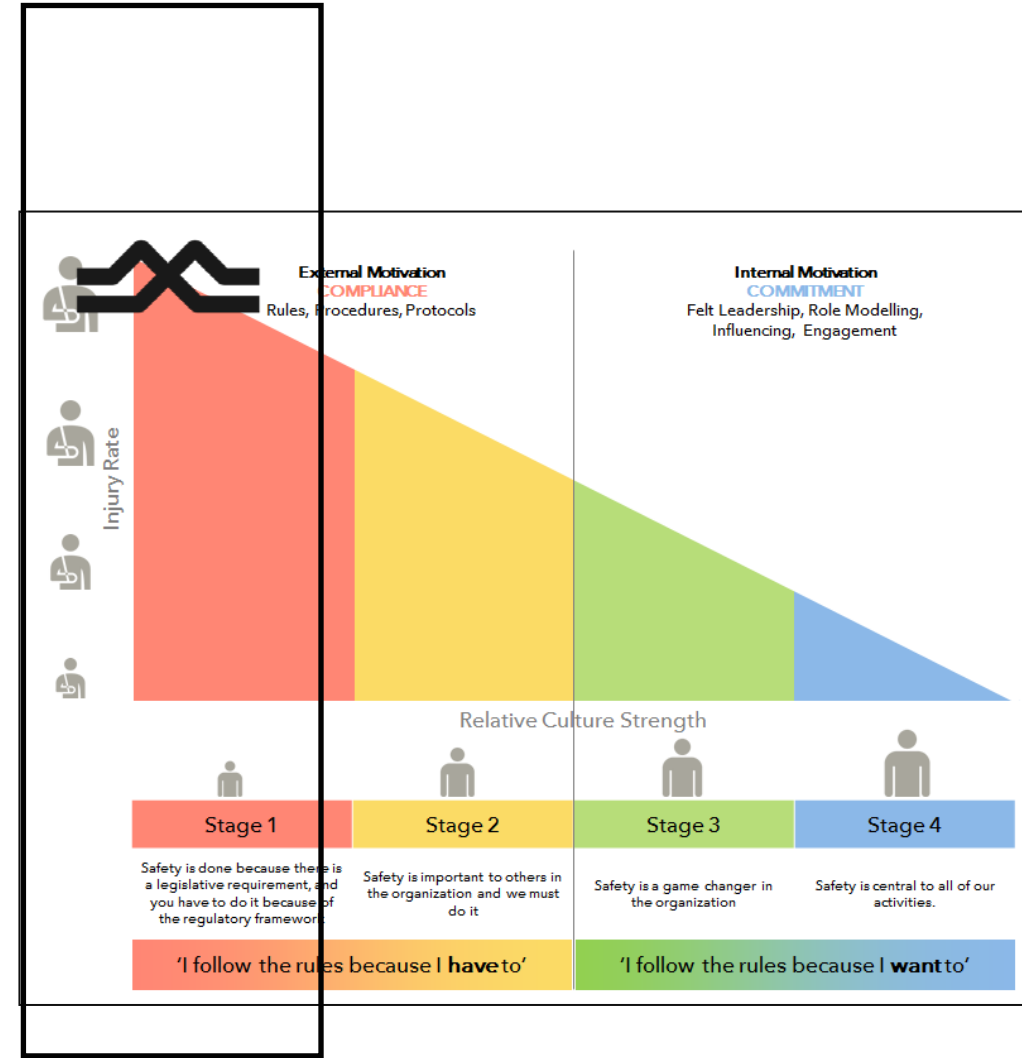 External Motivation
COMPLIANCE
Rules, Procedures, Protocols
Internal Motivation
COMMITMENT
Felt Leadership, Role Modelling,
Influencing, Engagement
Injury Rate
Relative Culture Strength
Stage 1
Stage 2
Stage 3
Stage 4
Safety is done because there is
a legislative requirement, and
you have to do it because of
the regulatory framework
Safety is important to others in
the organization and we must
do it
Safety is a game changer in
the organization
Safety is central to all of our
activities.
‘I follow the rules because I have to’
‘I follow the rules because I want to’